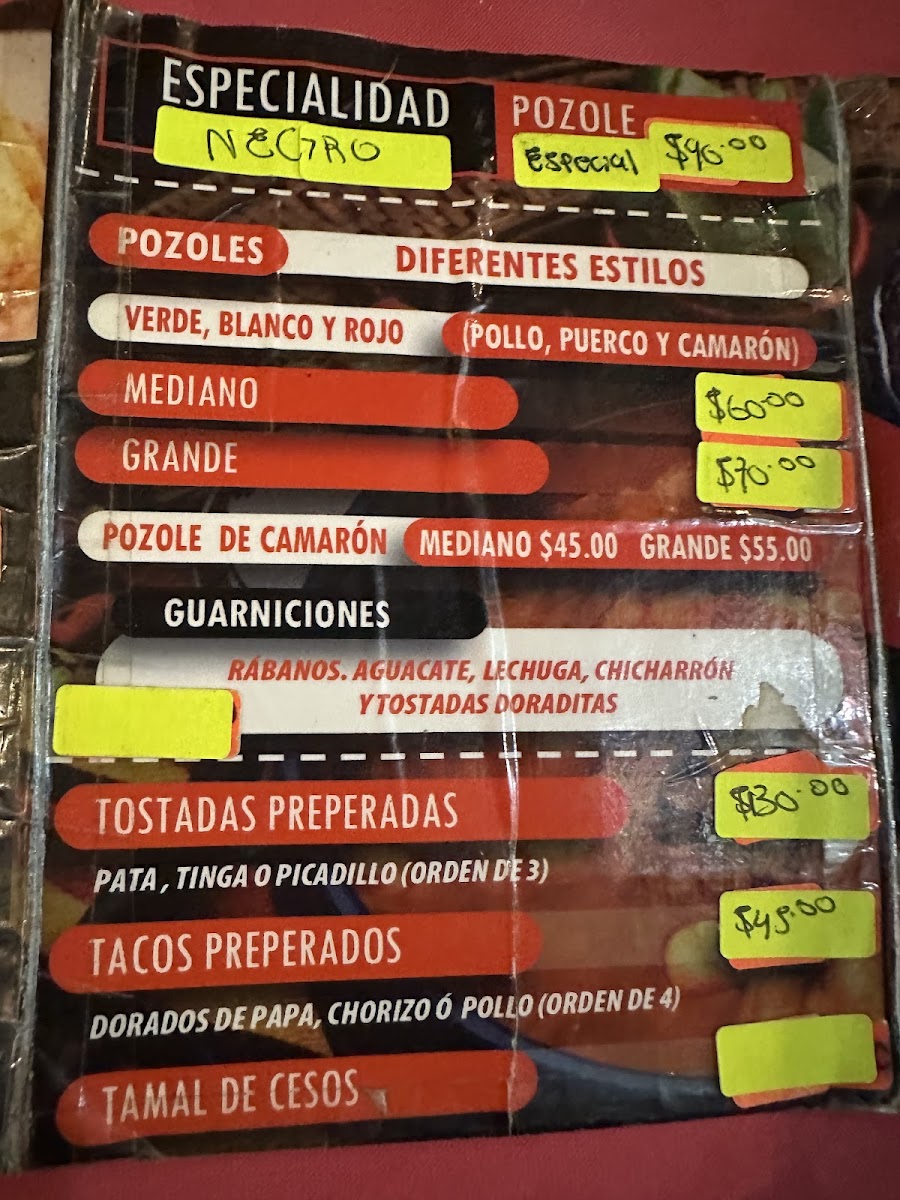 ESPECIALIDAD
NEGRO
POZOLE
Especial $90.00
POZOLES DIFERENTES ESTILOS
VERDE, BLANCO Y ROJO (POLLO, PUERCO Y CAMARÓN)
MEDIANO $60.00
GRANDE $70.00
POZOLE DE CAMARÓN MEDIANO $45.00 GRANDE $55.00
GUARNICIONES
RÁBANOS. AGUACATE, LECHUGA, CHICHARRÓN
Y TOSTADAS DORADITAS
TOSTADAS PREPERADAS $130.00
PATA, TINGA O PICADILLO (ORDEN DE 3)
TACOS PREPERADOS $45.00
DORADOS DE PAPA, CHORIZO Ó POLLO (ORDEN DE 4)
TAMAL DE CESOS